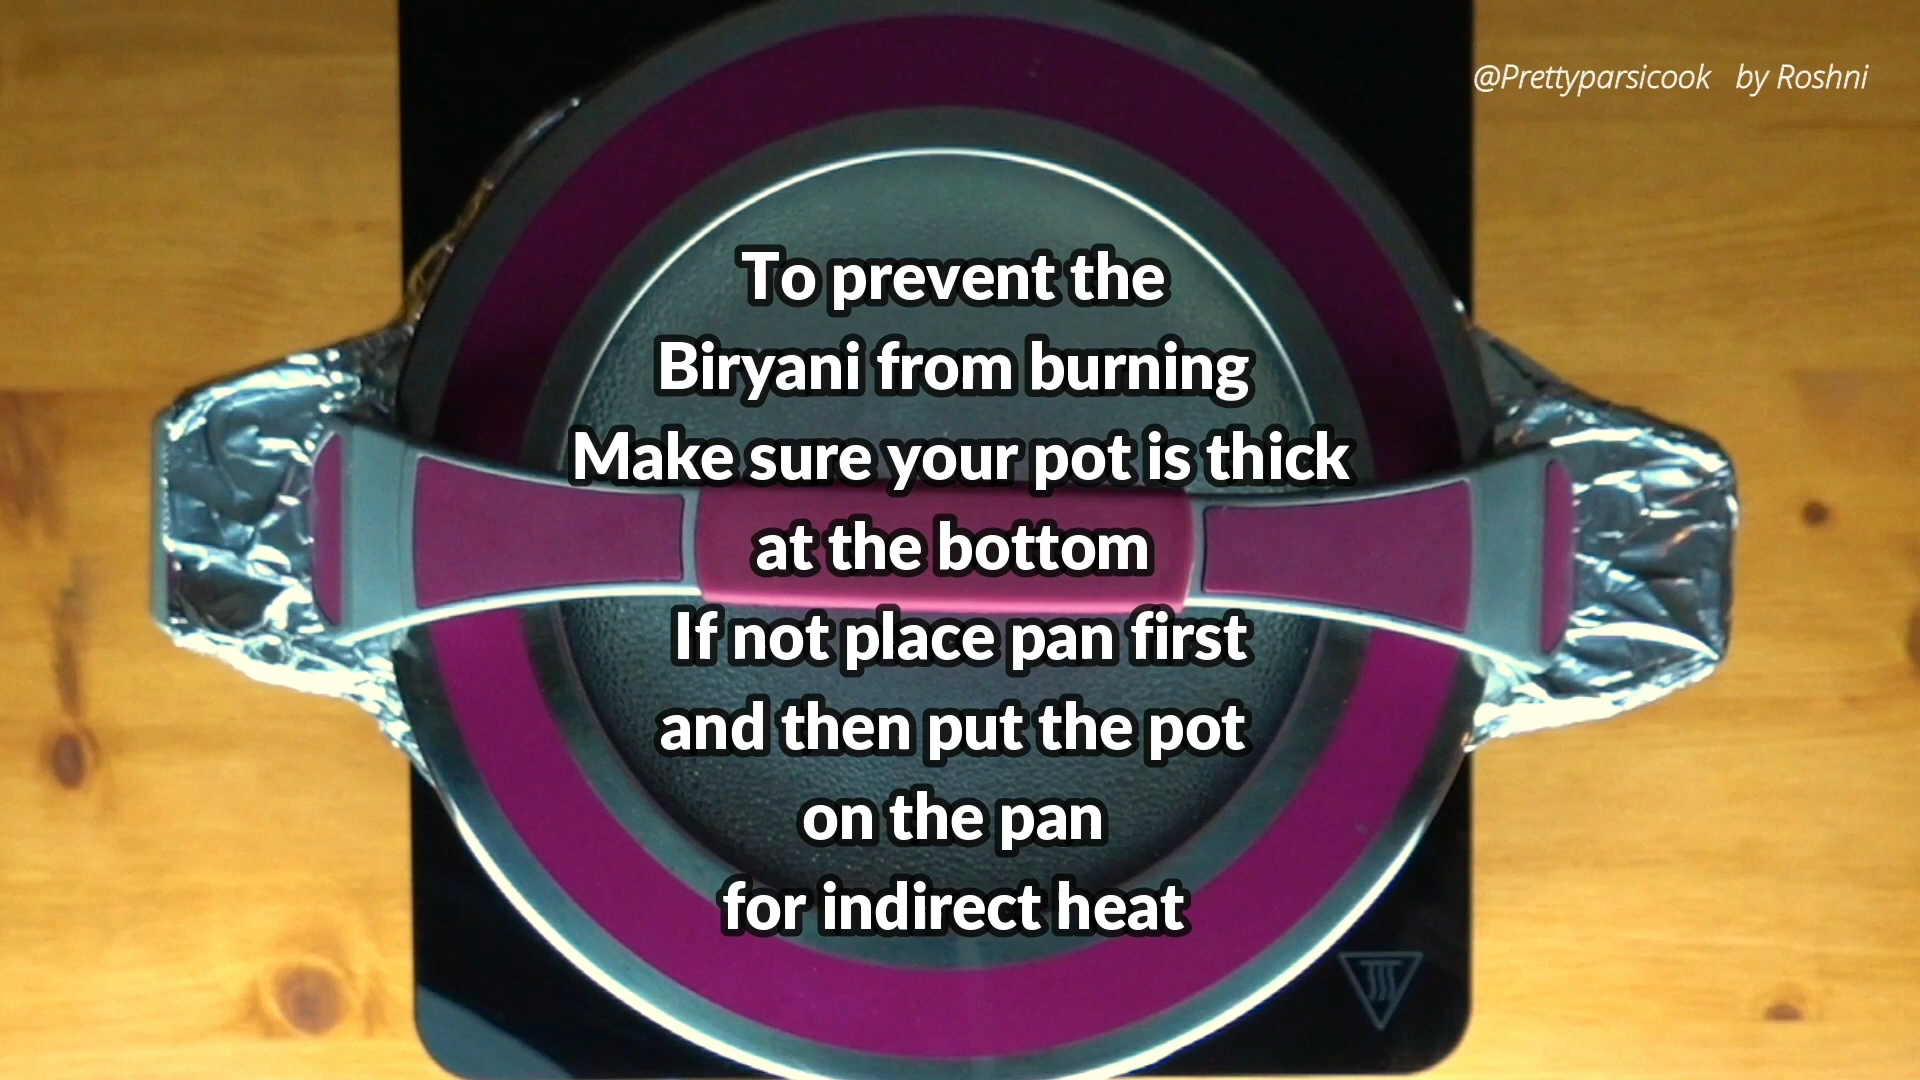 @Prettyparsicook by Roshni
To prevent the
Biryani from burning
Make sure your pot is thick
at the bottom
If not place pan first
and then put the pot
on the pan
for indirect heat